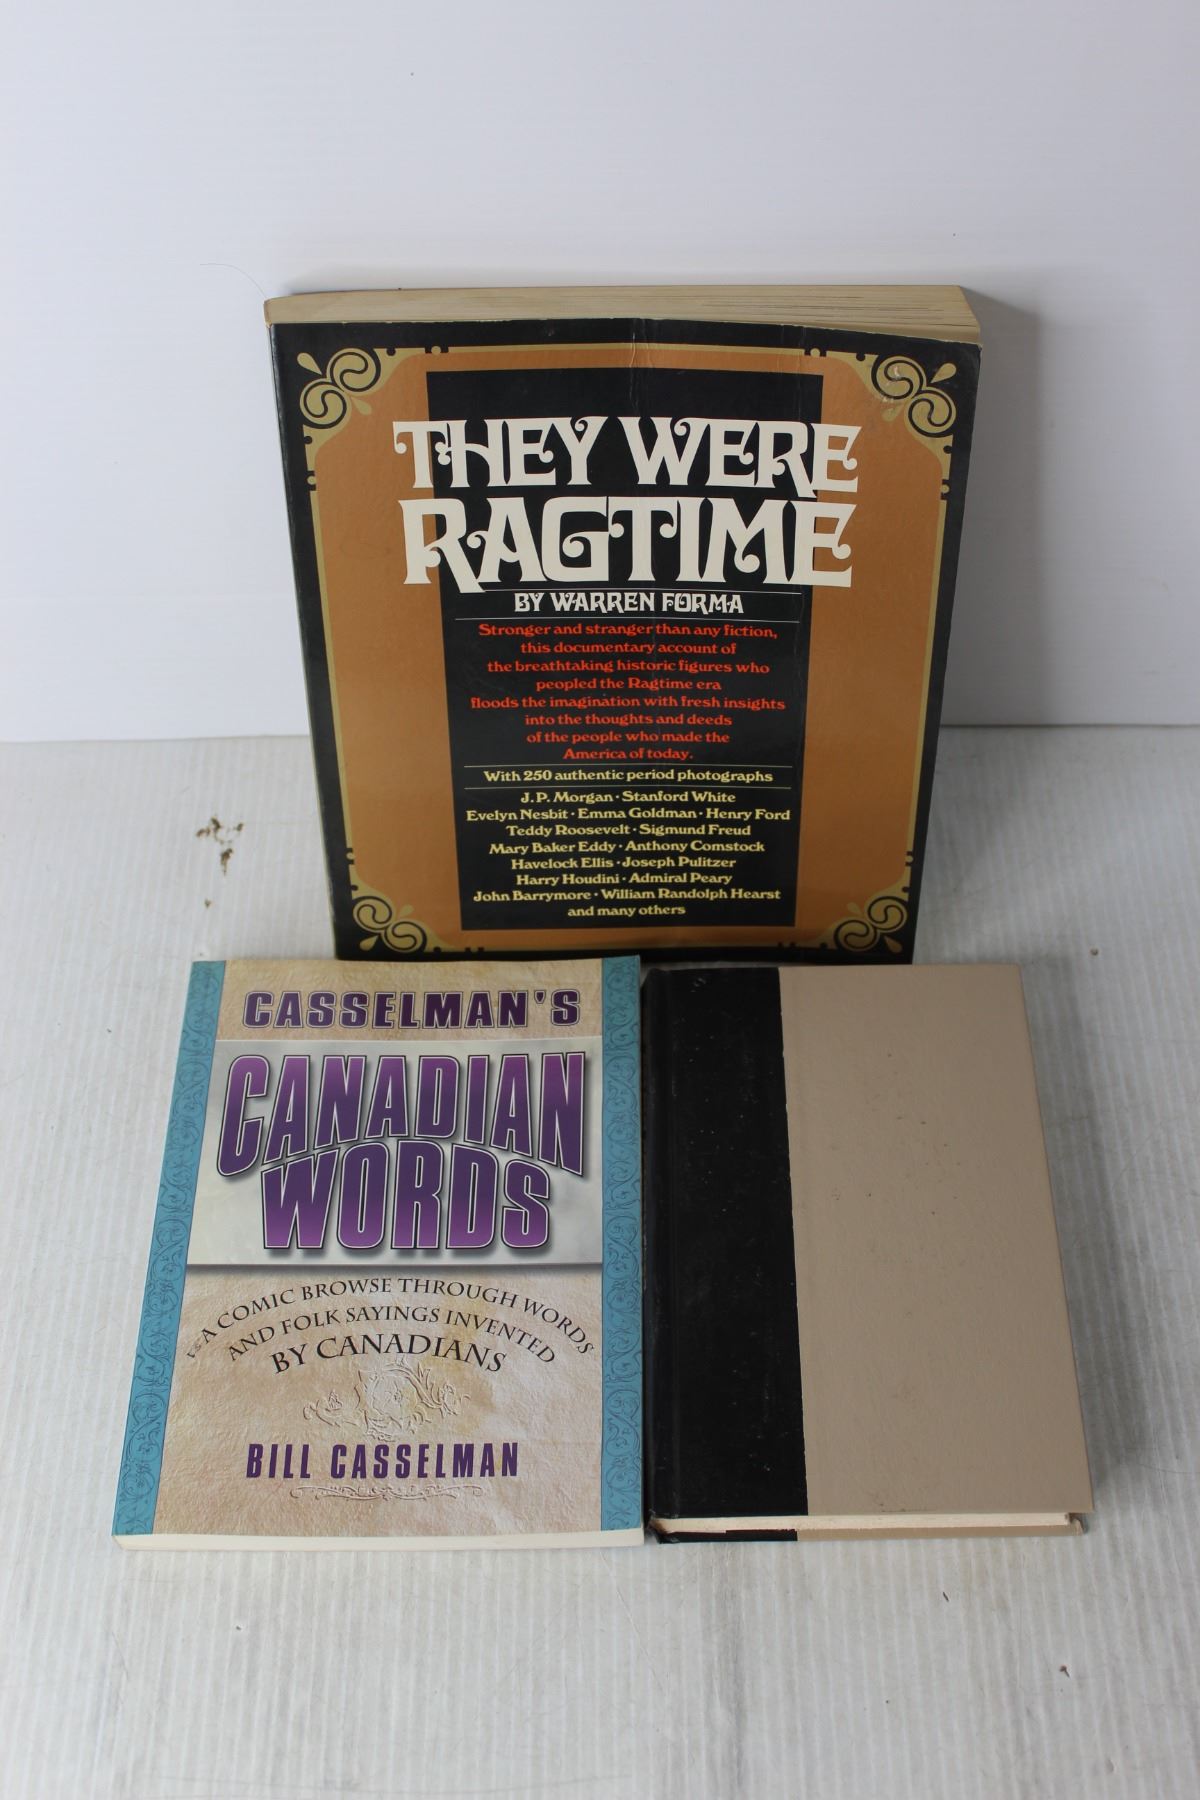 THEY WERE
RAGTIME
BY WARREN FORMA
Stronger and stranger than any fiction,
this documentary account of
the breathtaking historic figures who
peopled the Ragtime era
floods the imagination with fresh insights
into the thoughts and deeds
of the people who made the
America of today.
With 250 authentic period photographs
J.P. Morgan · Stanford White
Evelyn Nesbit · Emma Goldman · Henry Ford
Teddy Roosevelt · Sigmund Freud
Mary Baker Eddy · Anthony Comstock
Havelock Ellis · Joseph Pulitzer
Harry Houdini · Admiral Peary
John Barrymore · William Randolph Hearst
and many others
CASSELMAN'S
CANADIAN
WORDS
A COMIC BROWSE THROUGH WORDS
AND FOLK SAYINGS INVENTED
BY CANADIANS
BILL CASSELMAN